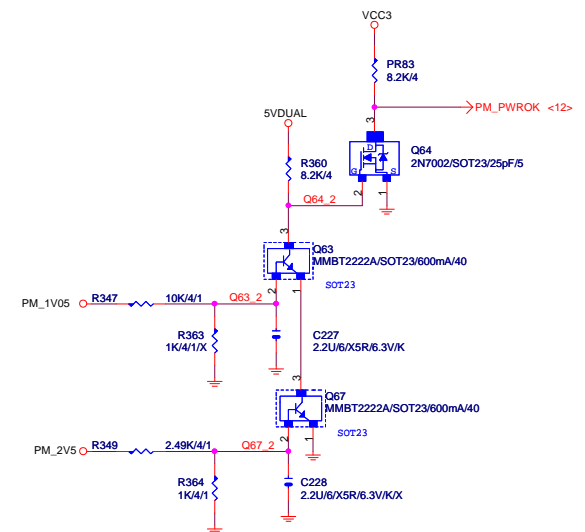 VCC3
PR83
8.2K/4
PM_PWROK <12>
3
5VDUAL
D
G
S
Q64
2N7002/SOT23/25pF/5
R360
8.2K/4
Q64_2
2
1
3
Q63
MMBT2222A/SOT23/600mA/40
SOT23
2
1
PM_1V05
R347
10K/4/1
Q63_2
R363
1K/4/1/X
C227
2.2U/6/X5R/6.3V/K
3
Q67
MMBT2222A/SOT23/600mA/40
SOT23
2
1
PM_2V5
R349
2.49K/4/1
Q67_2
R364
1K/4/1
C228
2.2U/6/X5R/6.3V/K/X